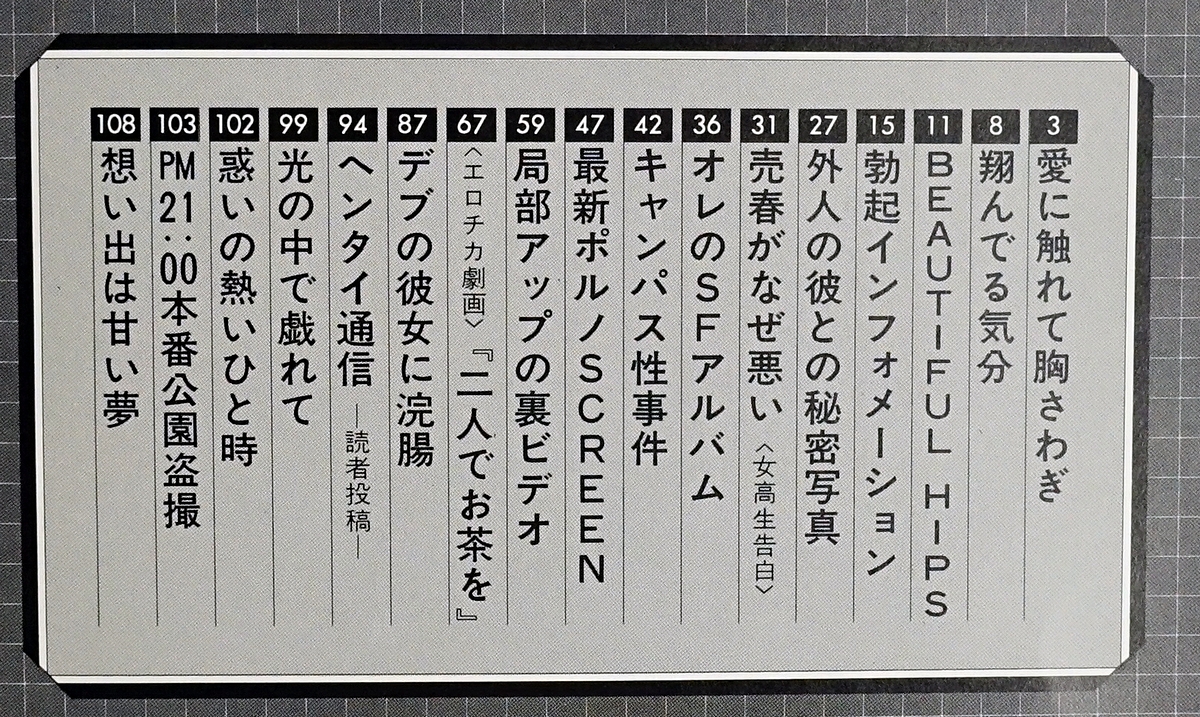 3 愛に触れて胸さわぎ
8 翔んでる気分
11 BEAUTIFUL HIPS
15 勃起インフォメーション
27 外人の彼との秘密写真
31 売春がなぜ悪い〈女高生告白〉
36 オレのSFアルバム
42 キャンパス性事件
47 最新ポルノSCREEN
59 局部アップの裏ビデオ
67 〈エロチカ劇画〉『二人でお茶を』
87 デブの彼女に浣腸
94 ヘンタイ通信 ―読者投稿―
99 光の中で戯れて
102 惑いの熱いひと時
103 PM21:00本番公園盗撮
108 想い出は甘い夢